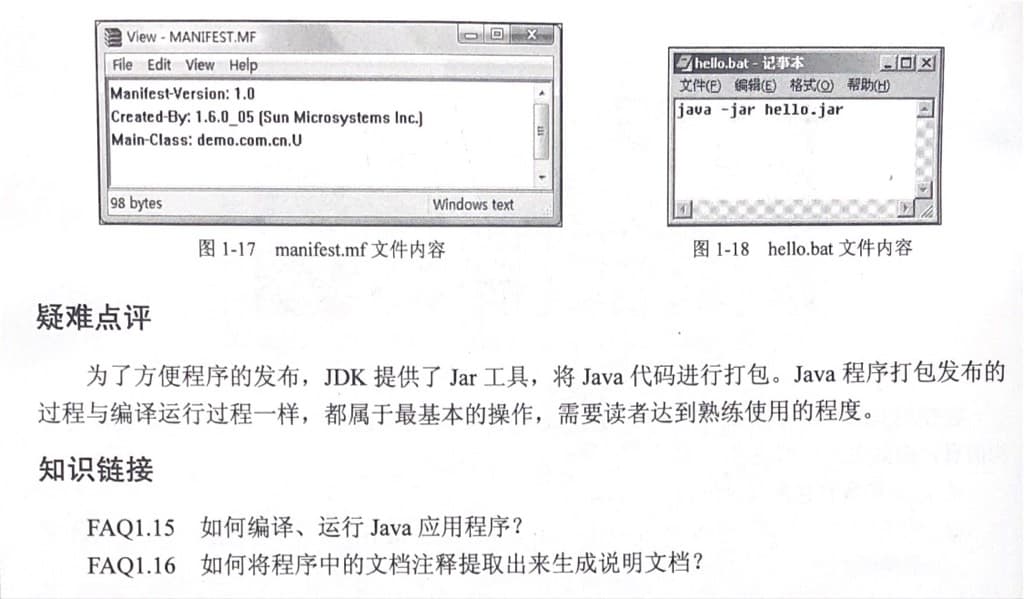 View - MANIFEST.MF
File Edit View Help
Manifest-Version: 1.0
Created-By: 1.6.0_05 (Sun Microsystems Inc.)
Main-Class: demo.com.cn.U
98 bytes Windows text
图 1-17 manifest.mf 文件内容
hello.bat - 记事本
文件(F) 编辑(E) 格式(O) 帮助(H)
java -jar hello.jar
图 1-18 hello.bat 文件内容
疑难点评
为了方便程序的发布，JDK 提供了 Jar 工具，将 Java 代码进行打包。Java 程序打包发布的
过程与编译运行过程一样，都属于最基本的操作，需要读者达到熟练使用的程度。
知识链接
FAQ1.15 如何编译、运行 Java 应用程序？
FAQ1.16 如何将程序中的文档注释提取出来生成说明文档？